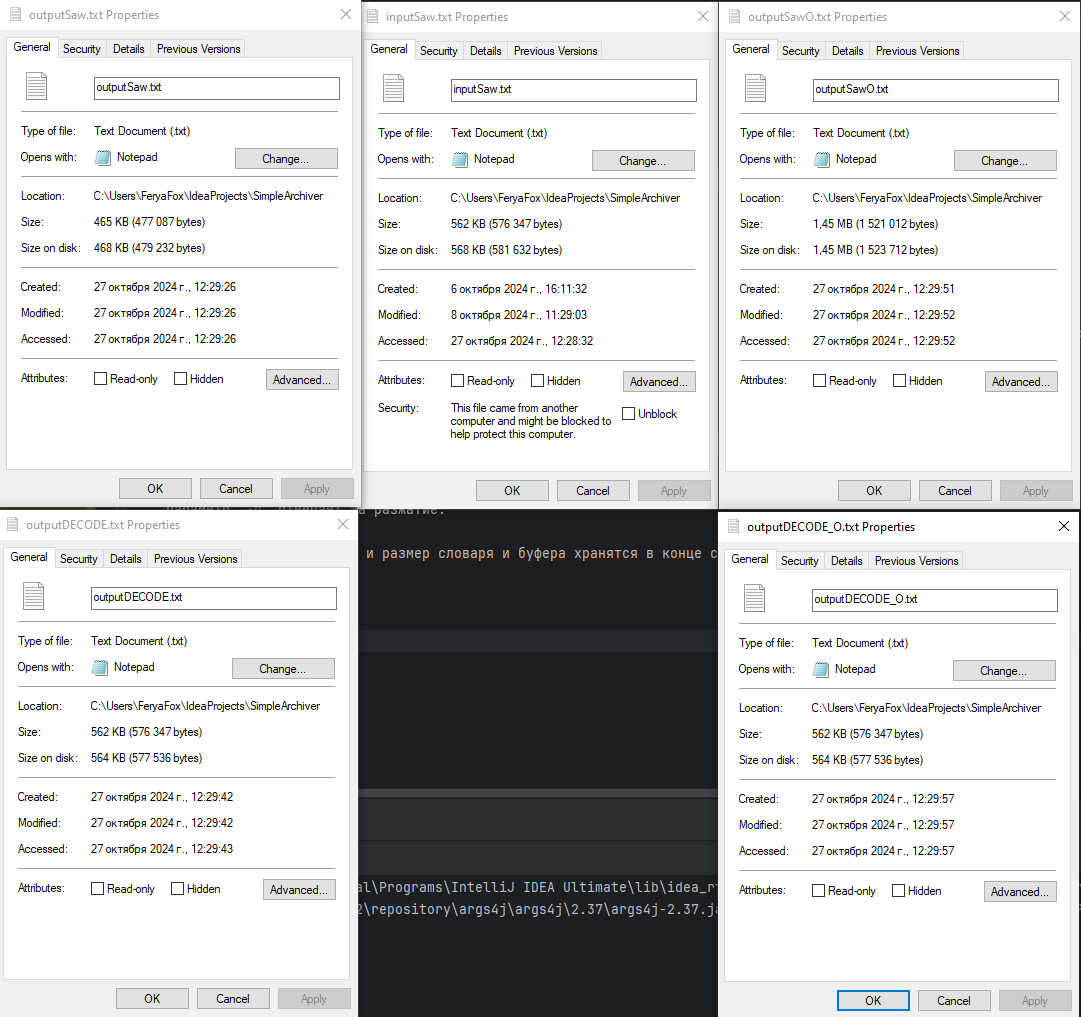 outputSaw.txt Properties
General Security Details Previous Versions
outputSaw.txt
Type of file: Text Document (.txt)
Opens with: Notepad Change...
Location: C:\Users\FeryaFox\IdeaProjects\SimpleArchiver
Size: 465 KB (477 087 bytes)
Size on disk: 468 KB (479 232 bytes)
Created: 27 октября 2024 г., 12:29:26
Modified: 27 октября 2024 г., 12:29:26
Accessed: 27 октября 2024 г., 12:29:26
Attributes: Read-only Hidden Advanced...
OK Cancel Apply
inputSaw.txt Properties
General Security Details Previous Versions
inputSaw.txt
Type of file: Text Document (.txt)
Opens with: Notepad Change...
Location: C:\Users\FeryaFox\IdeaProjects\SimpleArchiver
Size: 562 KB (576 347 bytes)
Size on disk: 568 KB (581 632 bytes)
Created: 6 октября 2024 г., 16:11:32
Modified: 8 октября 2024 г., 11:29:03
Accessed: 27 октября 2024 г., 12:28:32
Attributes: Read-only Hidden Advanced...
Security: This file came from another
computer and might be blocked to
help protect this computer.
Unblock
OK Cancel Apply
outputSawO.txt Properties
General Security Details Previous Versions
outputSawO.txt
Type of file: Text Document (.txt)
Opens with: Notepad Change...
Location: C:\Users\FeryaFox\IdeaProjects\SimpleArchiver
Size: 1,45 MB (1 521 012 bytes)
Size on disk: 1,45 MB (1 523 712 bytes)
Created: 27 октября 2024 г., 12:29:51
Modified: 27 октября 2024 г., 12:29:52
Accessed: 27 октября 2024 г., 12:29:52
Attributes: Read-only Hidden Advanced...
OK Cancel Apply
outputDECODE.txt Properties
General Security Details Previous Versions
outputDECODE.txt
Type of file: Text Document (.txt)
Opens with: Notepad Change...
Location: C:\Users\FeryaFox\IdeaProjects\SimpleArchiver
Size: 562 KB (576 347 bytes)
Size on disk: 564 KB (577 536 bytes)
Created: 27 октября 2024 г., 12:29:42
Modified: 27 октября 2024 г., 12:29:42
Accessed: 27 октября 2024 г., 12:29:43
Attributes: Read-only Hidden Advanced...
OK Cancel Apply
разжатие.
и размер словаря и буфера хранятся в конце с
al\Programs\IntelliJ IDEA Ultimate\lib\idea_r
2\repository\args4j\args4j\2.37\args4j-2.37.ja
outputDECODE_O.txt Properties
General Security Details Previous Versions
outputDECODE_O.txt
Type of file: Text Document (.txt)
Opens with: Notepad Change...
Location: C:\Users\FeryaFox\IdeaProjects\SimpleArchiver
Size: 562 KB (576 347 bytes)
Size on disk: 564 KB (577 536 bytes)
Created: 27 октября 2024 г., 12:29:57
Modified: 27 октября 2024 г., 12:29:57
Accessed: 27 октября 2024 г., 12:29:57
Attributes: Read-only Hidden Advanced...
OK Cancel Apply